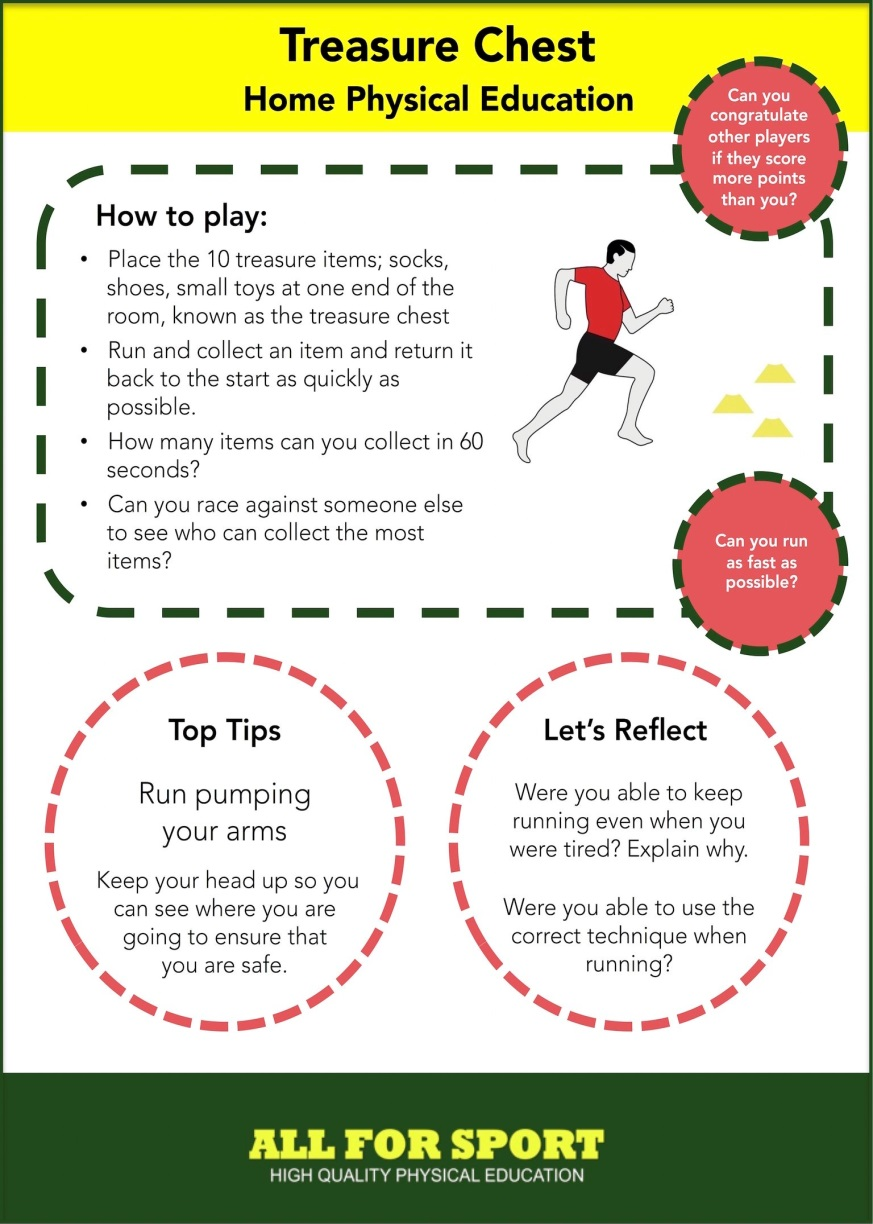 Treasure Chest
Home Physical Education
Can you
congratulate
other players
if they score
more points
than you?
How to play:
• Place the 10 treasure items; socks,
shoes, small toys at one end of the
room, known as the treasure chest
• Run and collect an item and return it
back to the start as quickly as
possible.
• How many items can you collect in 60
seconds?
• Can you race against someone else
to see who can collect the most
items?
Can you run
as fast as
possible?
Top Tips
Run pumping
your arms
Keep your head up so you
can see where you are
going to ensure that
you are safe.
Let's Reflect
Were you able to keep
running even when you
were tired? Explain why.
Were you able to use the
correct technique when
running?
ALL FOR SPORT
HIGH QUALITY PHYSICAL EDUCATION